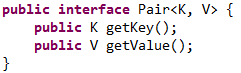 public interface Pair<K, V> {
    public K getKey();
    public V getValue();
}